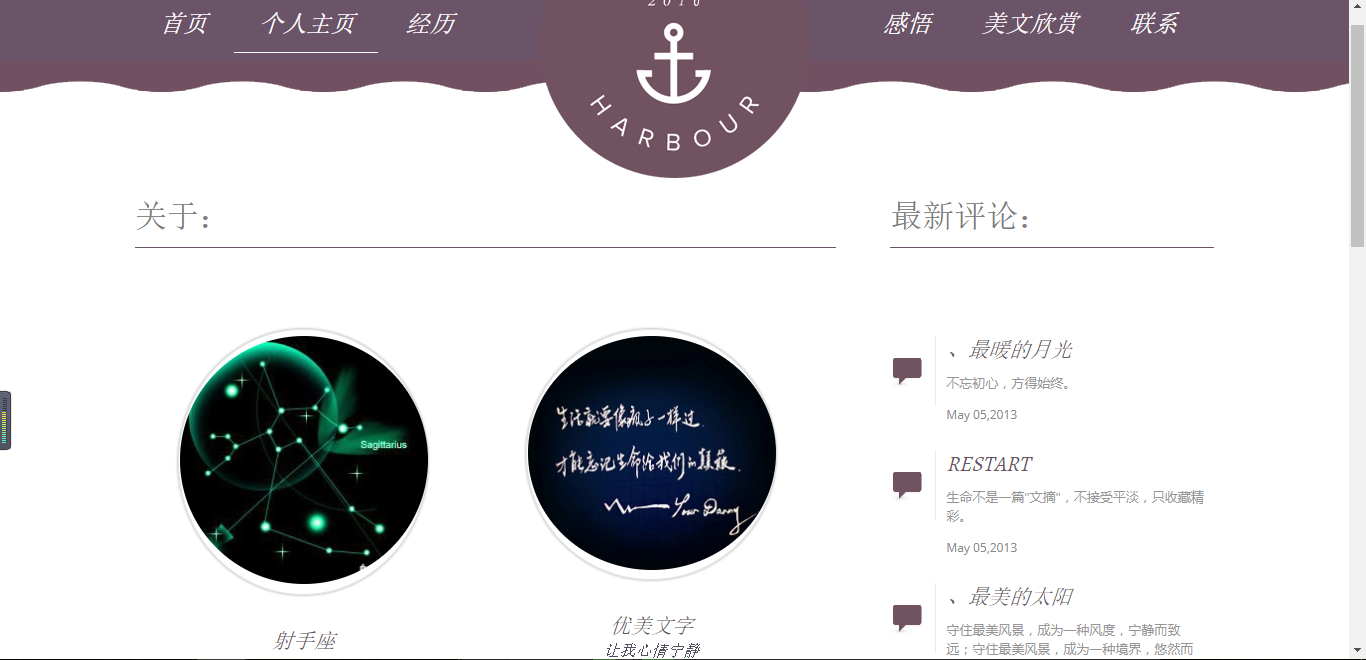 首页
个人主页
经历
2010
HARBOUR
感悟
美文欣赏
联系
关于：
Sagittarius
射手座
生活就要像疯子一样过.
才能忘记生命给我们的颓废.
Your Danny
优美文字
让我心情宁静
最新评论：
、最暖的月光
不忘初心，方得始终。
May 05,2013
RESTART
生命不是一篇"文摘"，不接受平淡，只收藏精
彩。
May 05,2013
、最美的太阳
守住最美风景，成为一种风度，宁静而致
远；守住最美风景，成为一种境界，悠然而